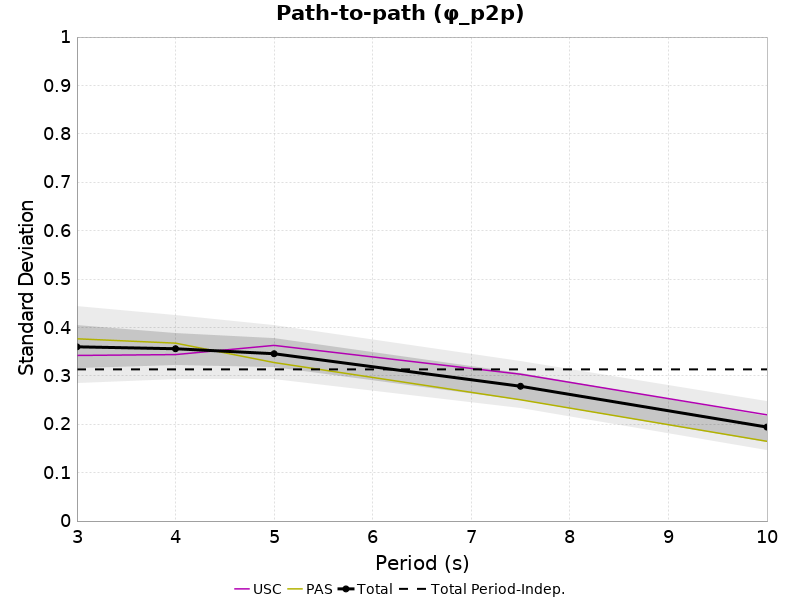 Path-to-path (φ_p2p)
1
0.9
0.8
0.7
0.6
0.5
0.4
0.3
0.2
0.1
0
Standard Deviation
3 4 5 6 7 8 9 10
Period (s)
USC PAS Total Total Period-Indep.